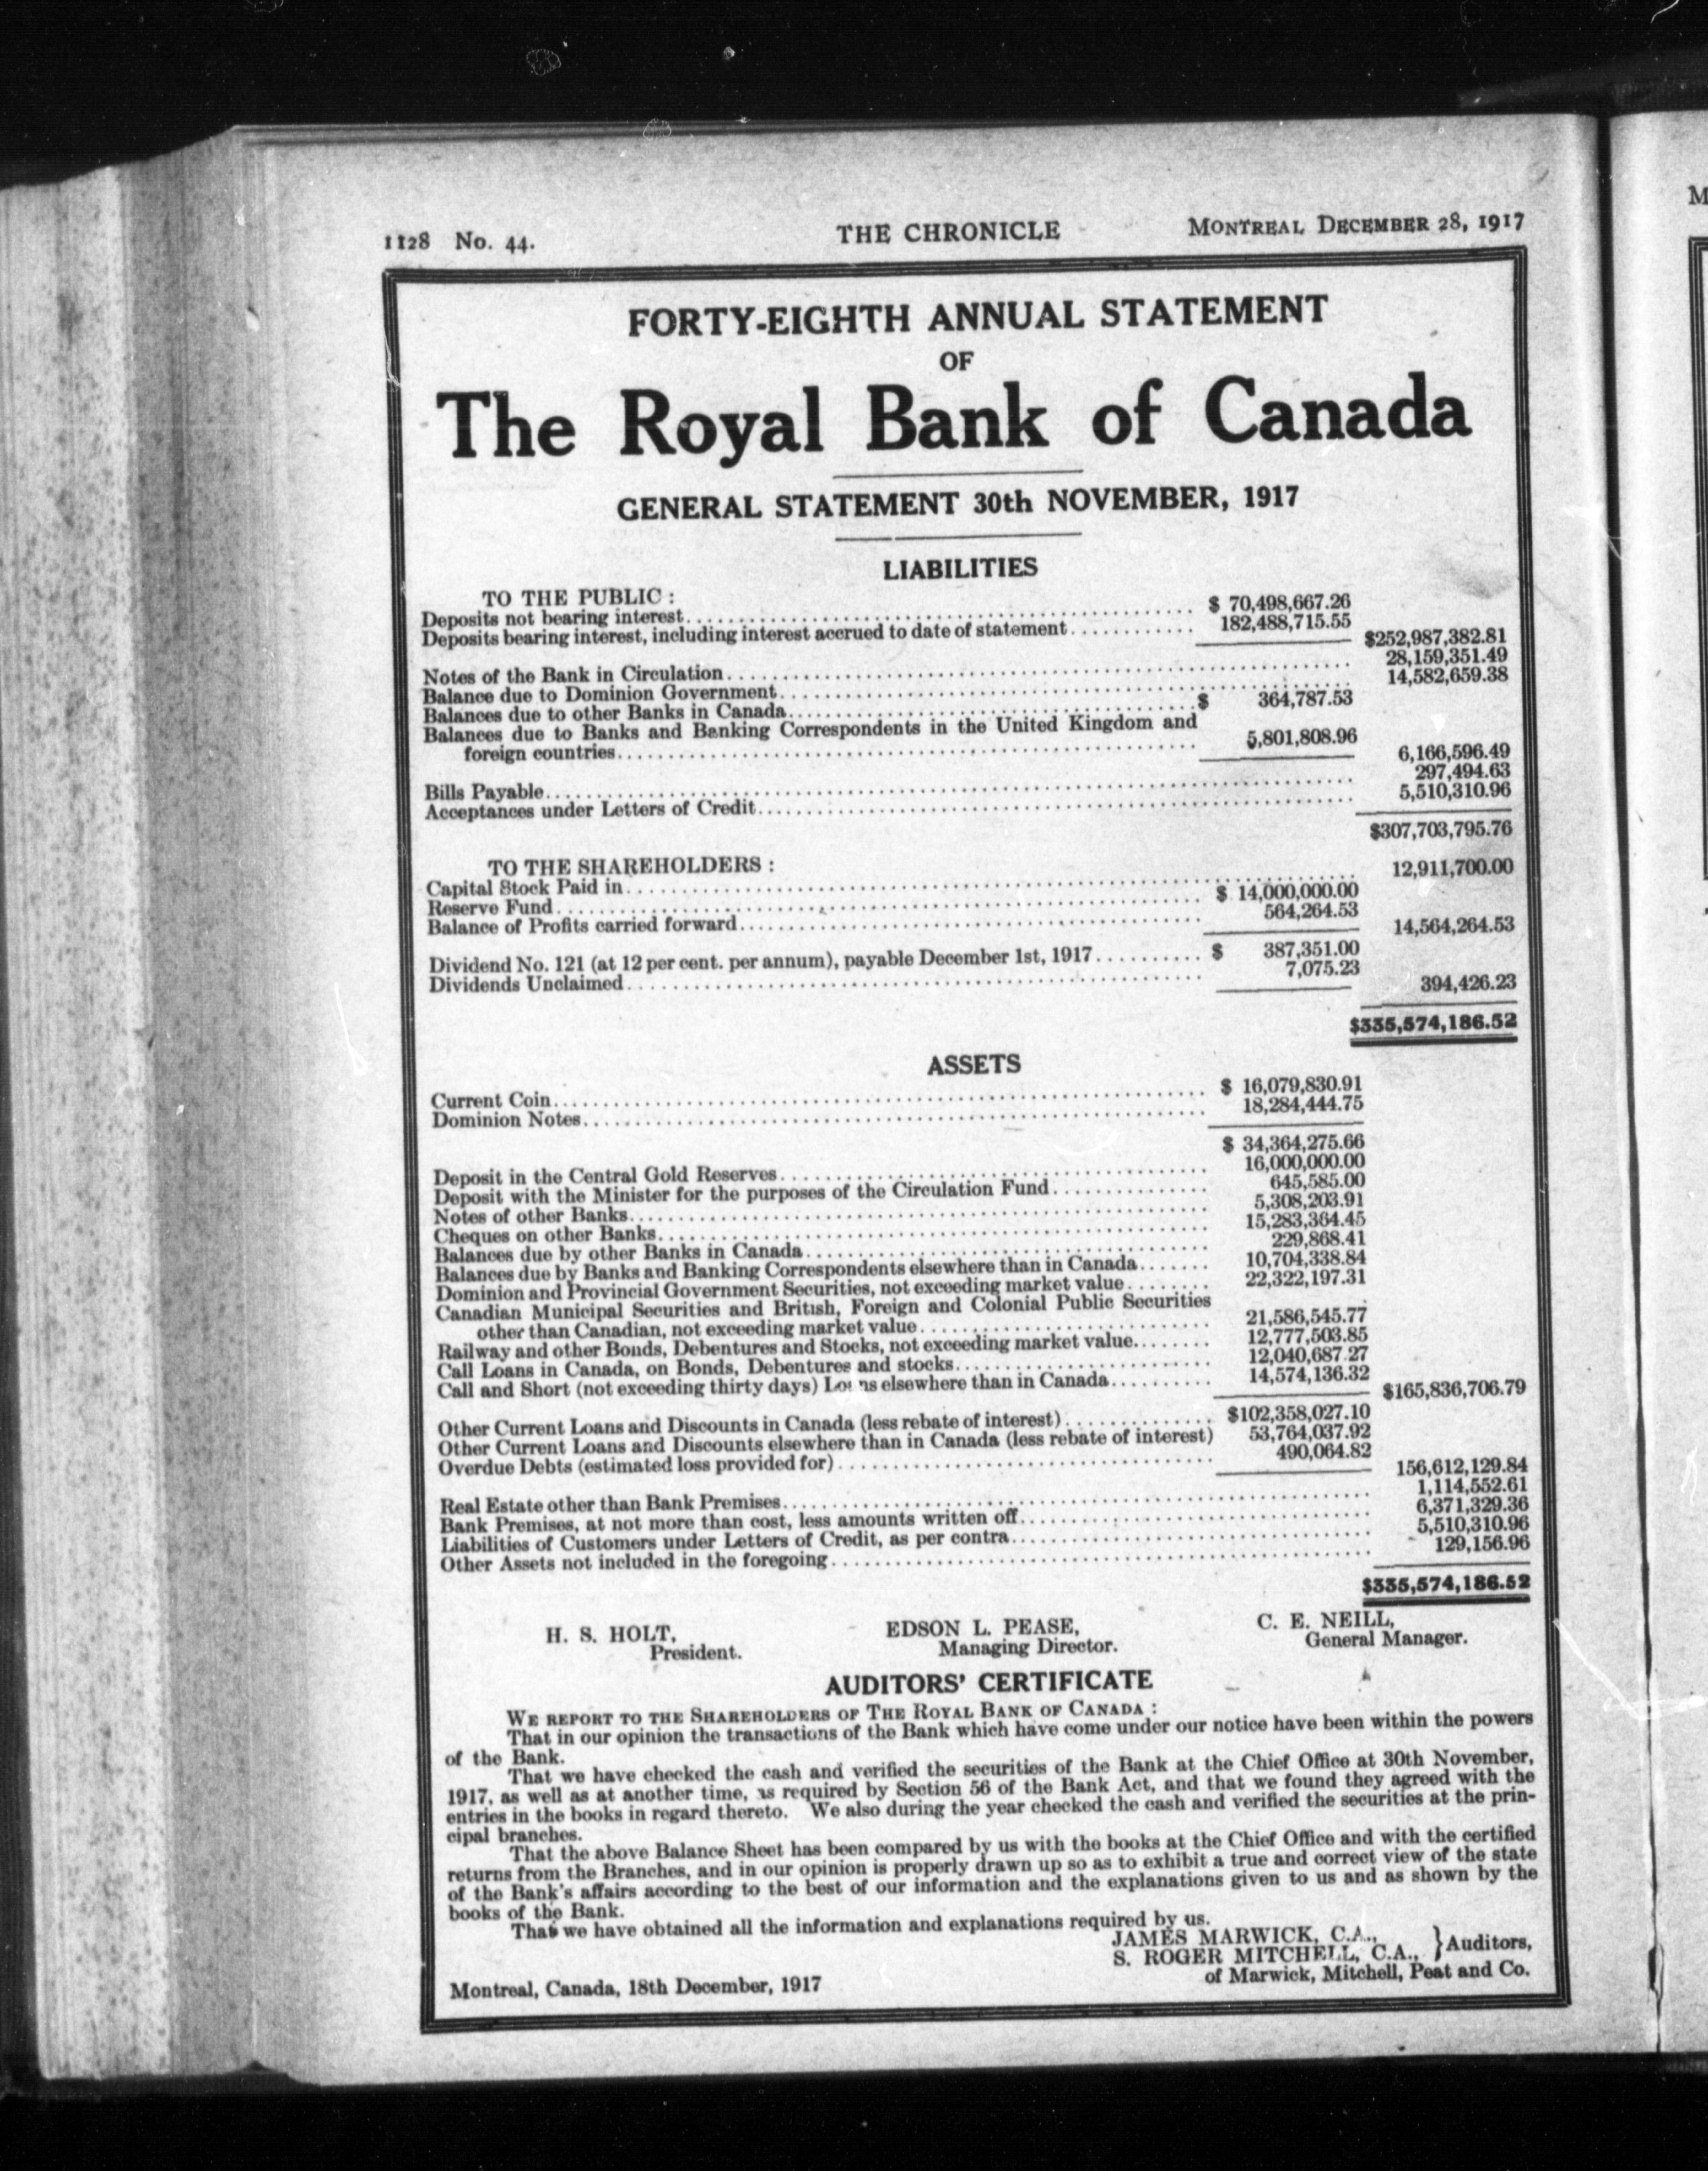 1128 No. 44. THE CHRONICLE MONTREAL DECEMBER 28, 1917
FORTY-EIGHTH ANNUAL STATEMENT
OF
The Royal Bank of Canada
GENERAL STATEMENT 30th NOVEMBER, 1917
LIABILITIES
TO THE PUBLIC :
Deposits not bearing interest $ 70,498,667.26
Deposits bearing interest, including interest accrued to date of statement 182,488,715.55
$252,987,382.81
Notes of the Bank in Circulation 28,159,351.49
Balance due to Dominion Government 14,582,659.38
Balances due to other Banks in Canada $ 364,787.53
Balances due to Banks and Banking Correspondents in the United Kingdom and
foreign countries 5,801,808.96
6,166,596.49
Bills Payable 297,494.63
Acceptances under Letters of Credit 5,510,310.96
$307,703,795.76
TO THE SHAREHOLDERS :
Capital Stock Paid in 12,911,700.00
Reserve Fund $ 14,000,000.00
Balance of Profits carried forward 564,264.53
14,564,264.53
Dividend No. 121 (at 12 per cent. per annum), payable December 1st, 1917 $ 387,351.00
Dividends Unclaimed 7,075.23
394,426.23
$335,574,186.52
ASSETS
Current Coin $ 16,079,830.91
Dominion Notes 18,284,444.75
$ 34,364,275.66
Deposit in the Central Gold Reserves 16,000,000.00
Deposit with the Minister for the purposes of the Circulation Fund 645,585.00
Notes of other Banks 5,308,203.91
Cheques on other Banks 15,283,364.45
Balances due by other Banks in Canada 229,868.41
Balances due by Banks and Banking Correspondents elsewhere than in Canada 10,704,338.84
Dominion and Provincial Government Securities, not exceeding market value 22,322,197.31
Canadian Municipal Securities and British, Foreign and Colonial Public Securities
other than Canadian, not exceeding market value 21,586,545.77
Railway and other Bonds, Debentures and Stocks, not exceeding market value 12,777,503.85
Call Loans in Canada, on Bonds, Debentures and stocks 12,040,687.27
Call and Short (not exceeding thirty days) Loans elsewhere than in Canada 14,574,136.32
$165,836,706.79
Other Current Loans and Discounts in Canada (less rebate of interest) $102,358,027.10
Other Current Loans and Discounts elsewhere than in Canada (less rebate of interest) 53,764,037.92
Overdue Debts (estimated loss provided for) 490,064.82
156,612,129.84
Real Estate other than Bank Premises 1,114,552.61
Bank Premises, at not more than cost, less amounts written off 6,371,329.36
Liabilities of Customers under Letters of Credit, as per contra 5,510,310.96
Other Assets not included in the foregoing 129,156.96
$335,574,186.52
H. S. HOLT, EDSON L. PEASE, C. E. NEILL,
President. Managing Director. General Manager.
AUDITORS' CERTIFICATE
WE REPORT TO THE SHAREHOLDERS OF THE ROYAL BANK OF CANADA :
That in our opinion the transactions of the Bank which have come under our notice have been within the powers
of the Bank.
That we have checked the cash and verified the securities of the Bank at the Chief Office at 30th November,
1917, as well as at another time, as required by Section 56 of the Bank Act, and that we found they agreed with the
entries in the books in regard thereto. We also during the year checked the cash and verified the securities at the prin-
cipal branches.
That the above Balance Sheet has been compared by us with the books at the Chief Office and with the certified
returns from the Branches, and in our opinion is properly drawn up so as to exhibit a true and correct view of the state
of the Bank's affairs according to the best of our information and the explanations given to us and as shown by the
books of the Bank.
That we have obtained all the information and explanations required by us.
JAMES MARWICK, C.A.,
S. ROGER MITCHELL, C.A., } Auditors,
of Marwick, Mitchell, Peat and Co.
Montreal, Canada, 18th December, 1917
M